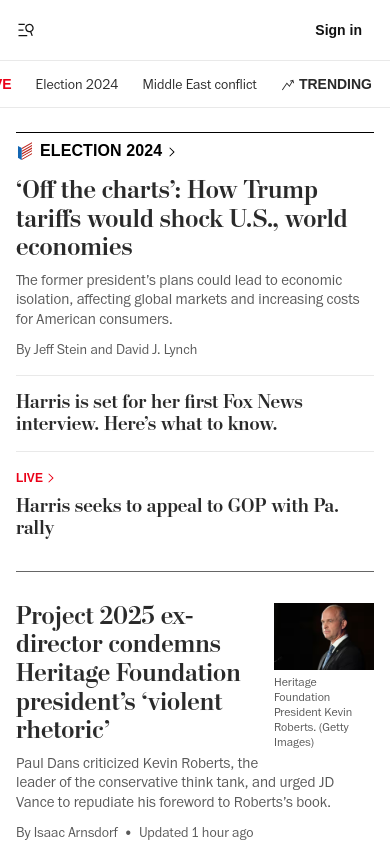 Sign in
VE Election 2024 Middle East conflict TRENDING
ELECTION 2024
‘Off the charts’: How Trump
tariffs would shock U.S., world
economies
The former president’s plans could lead to economic
isolation, affecting global markets and increasing costs
for American consumers.
By Jeff Stein and David J. Lynch
Harris is set for her first Fox News
interview. Here’s what to know.
LIVE
Harris seeks to appeal to GOP with Pa.
rally
Project 2025 ex-
director condemns
Heritage Foundation
president’s ‘violent
rhetoric’
Heritage
Foundation
President Kevin
Roberts. (Getty
Images)
Paul Dans criticized Kevin Roberts, the
leader of the conservative think tank, and urged JD
Vance to repudiate his foreword to Roberts’s book.
By Isaac Arnsdorf • Updated 1 hour ago